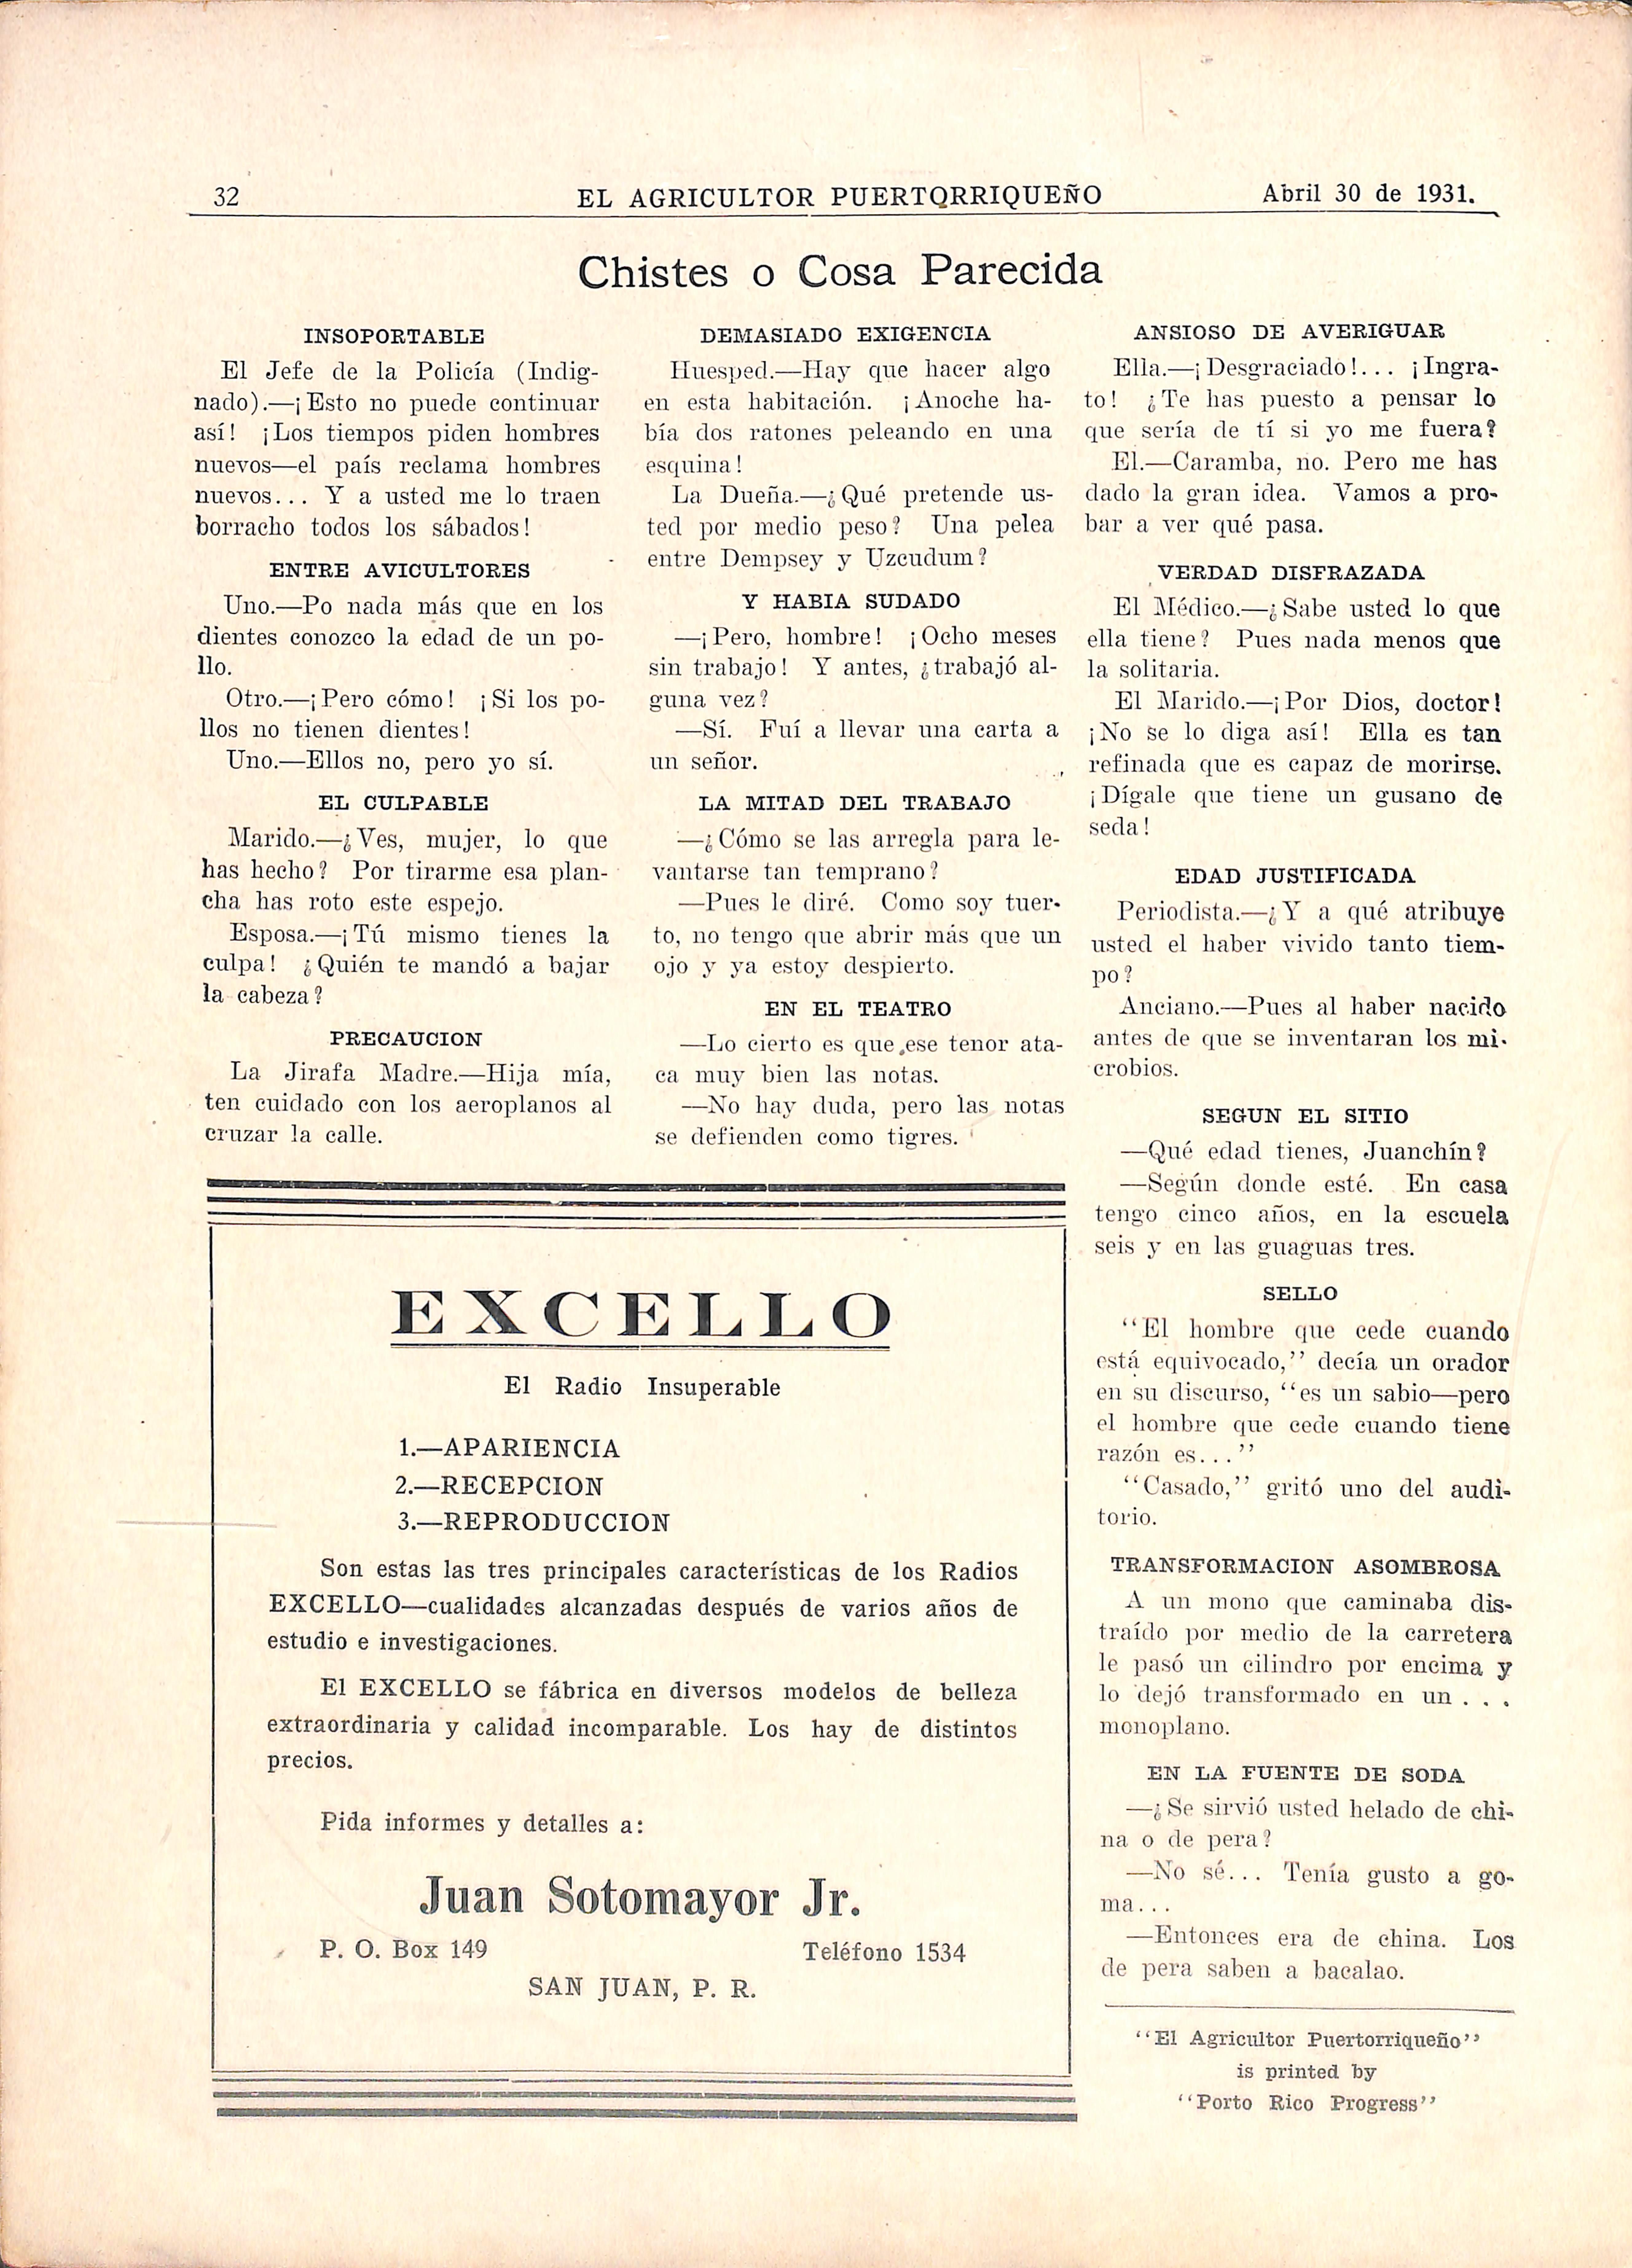 32
EL AGRICULTOR PUERTORRIQUEÑO
Abril 30 de 1931.
Chistes o Cosa Parecida
INSOPORTABLE
El Jefe de la Policía (Indig-
nado).—¡Esto no puede continuar
así! ¡Los tiempos piden hombres
nuevos—el país reclama hombres
nuevos... Y a usted me lo traen
borracho todos los sábados!
ENTRE AVICULTORES
Uno.—Po nada más que en los
dientes conozco la edad de un po-
llo.
Otro.—¡Pero cómo! ¡Si los po-
llos no tienen dientes!
Uno.—Ellos no, pero yo sí.
EL CULPABLE
Marido.—¿Ves, mujer, lo que
has hecho? Por tirarme esa plan-
cha has roto este espejo.
Esposa.—¡Tú mismo tienes la
culpa! ¿Quién te mandó a bajar
la cabeza?
PRECAUCION
La Jirafa Madre.—Hija mía,
ten cuidado con los aeroplanos al
cruzar la calle.
DEMASIADO EXIGENCIA
Huesped.—Hay que hacer algo
en esta habitación. ¡Anoche ha-
bía dos ratones peleando en una
esquina!
La Dueña.—¿Qué pretende us-
ted por medio peso? Una pelea
entre Dempsey y Uzcudum?
Y HABIA SUDADO
—¡Pero, hombre! ¡Ocho meses
sin trabajo! Y antes, ¿trabajó al-
guna vez?
—Sí. Fuí a llevar una carta a
un señor.
LA MITAD DEL TRABAJO
—¿Cómo se las arregla para le-
vantarse tan temprano?
—Pues le diré. Como soy tuer-
to, no tengo que abrir más que un
ojo y ya estoy despierto.
EN EL TEATRO
—Lo cierto es que ese tenor ata-
ca muy bien las notas.
—No hay duda, pero las notas
se defienden como tigres.
ANSIOSO DE AVERIGUAR
Ella.—¡Desgraciado!... ¡Ingra-
to! ¿Te has puesto a pensar lo
que sería de tí si yo me fuera?
El.—Caramba, no. Pero me has
dado la gran idea. Vamos a pro-
bar a ver qué pasa.
VERDAD DISFRAZADA
El Médico.—¿Sabe usted lo que
ella tiene? Pues nada menos que
la solitaria.
El Marido.—¡Por Dios, doctor!
¡No se lo diga así! Ella es tan
refinada que es capaz de morirse.
¡Dígale que tiene un gusano de
seda!
EDAD JUSTIFICADA
Periodista.—¿Y a qué atribuye
usted el haber vivido tanto tiem-
po?
Anciano.—Pues al haber nacido
antes de que se inventaran los mi-
crobios.
SEGUN EL SITIO
—Qué edad tienes, Juanchín?
—Según donde esté. En casa
tengo cinco años, en la escuela
seis y en las guaguas tres.
SELLO
"El hombre que cede cuando
está equivocado," decía un orador
en su discurso, "es un sabio—pero
el hombre que cede cuando tiene
razón es..."
"Casado," gritó uno del audi-
torio.
TRANSFORMACION ASOMBROSA
A un mono que caminaba dis-
traído por medio de la carretera
le pasó un cilindro por encima y
lo dejó transformado en un . . .
monoplano.
EN LA FUENTE DE SODA
—¿Se sirvió usted helado de chi-
na o de pera?
—No sé... Tenía gusto a go-
ma...
—Entonces era de china. Los
de pera saben a bacalao.
"El Agricultor Puertorriqueño"
is printed by
"Porto Rico Progress"
EXCELLO
El Radio Insuperable
1.—APARIENCIA
2.—RECEPCION
3.—REPRODUCCION
Son estas las tres principales características de los Radios
EXCELLO—cualidades alcanzadas después de varios años de
estudio e investigaciones.
El EXCELLO se fábrica en diversos modelos de belleza
extraordinaria y calidad incomparable. Los hay de distintos
precios.
Pida informes y detalles a:
Juan Sotomayor Jr.
P. O. Box 149
Teléfono 1534
SAN JUAN, P. R.